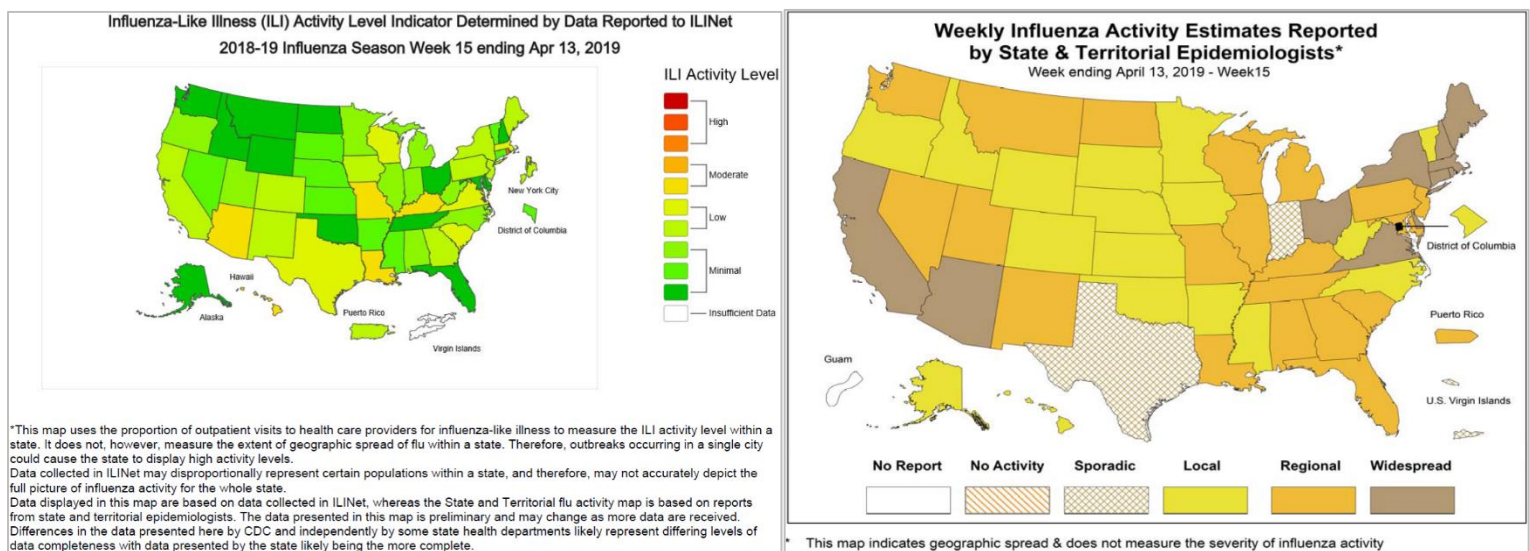 Influenza-Like Illness (ILI) Activity Level Indicator Determined by Data Reported to ILINet
2018-19 Influenza Season Week 15 ending Apr 13, 2019
ILI Activity Level
High
Moderate
Low
Minimal
Insufficient Data
New York City
District of Columbia
Hawaii
Alaska
Puerto Rico
Virgin Islands
*This map uses the proportion of outpatient visits to health care providers for influenza-like illness to measure the ILI activity level within a
state. It does not, however, measure the extent of geographic spread of flu within a state. Therefore, outbreaks occurring in a single city
could cause the state to display high activity levels.
Data collected in ILINet may disproportionally represent certain populations within a state, and therefore, may not accurately depict the
full picture of influenza activity for the whole state.
Data displayed in this map are based on data collected in ILINet, whereas the State and Territorial flu activity map is based on reports
from state and territorial epidemiologists. The data presented in this map is preliminary and may change as more data are received.
Differences in the data presented here by CDC and independently by some state health departments likely represent differing levels of
data completeness with data presented by the state likely being the more complete.
Weekly Influenza Activity Estimates Reported
by State & Territorial Epidemiologists*
Week ending April 13, 2019 - Week15
District of Columbia
Puerto Rico
Guam
U.S. Virgin Islands
No Report No Activity Sporadic Local Regional Widespread
* This map indicates geographic spread & does not measure the severity of influenza activity